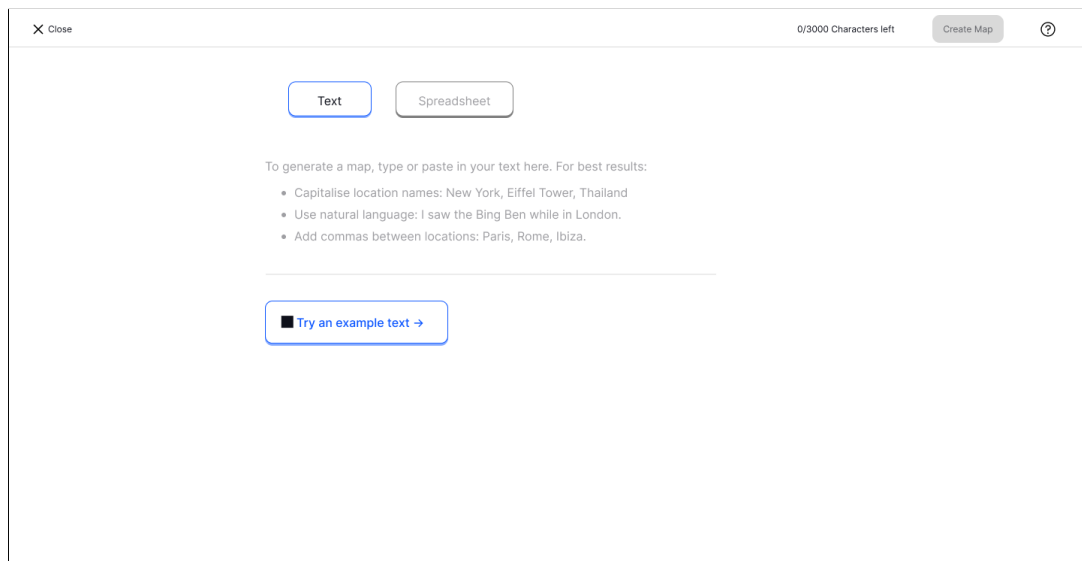 Close
0/3000 Characters left
Create Map
Text
Spreadsheet
To generate a map, type or paste in your text here. For best results:
Capitalise location names: New York, Eiffel Tower, Thailand
Use natural language: I saw the Bing Ben while in London.
Add commas between locations: Paris, Rome, Ibiza.
Try an example text →